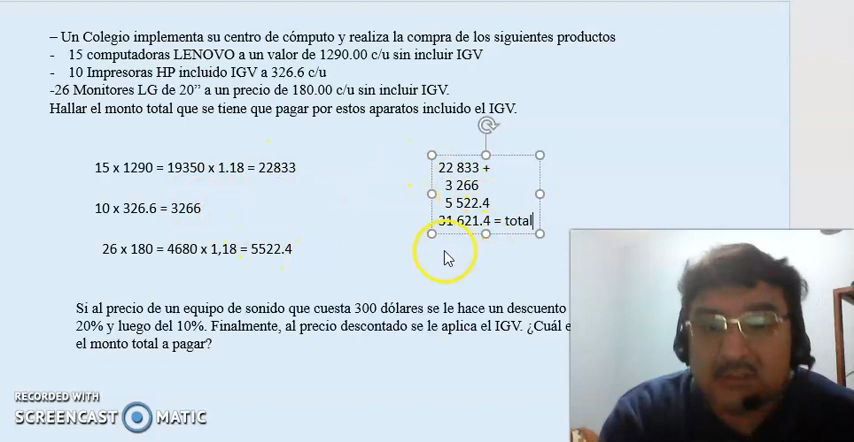 – Un Colegio implementa su centro de cómputo y realiza la compra de los siguientes productos
- 15 computadoras LENOVO a un valor de 1290.00 c/u sin incluir IGV
- 10 Impresoras HP incluido IGV a 326.6 c/u
-26 Monitores LG de 20” a un precio de 180.00 c/u sin incluir IGV.
Hallar el monto total que se tiene que pagar por estos aparatos incluido el IGV.
15 x 1290 = 19350 x 1.18 = 22833
10 x 326.6 = 3266
26 x 180 = 4680 x 1,18 = 5522.4
22 833 +
3 266
5 522.4
31 621.4 = total
Si al precio de un equipo de sonido que cuesta 300 dólares se le hace un descuento
20% y luego del 10%. Finalmente, al precio descontado se le aplica el IGV. ¿Cuál
el monto total a pagar?
RECORDED WITH
SCREENCAST MATIC